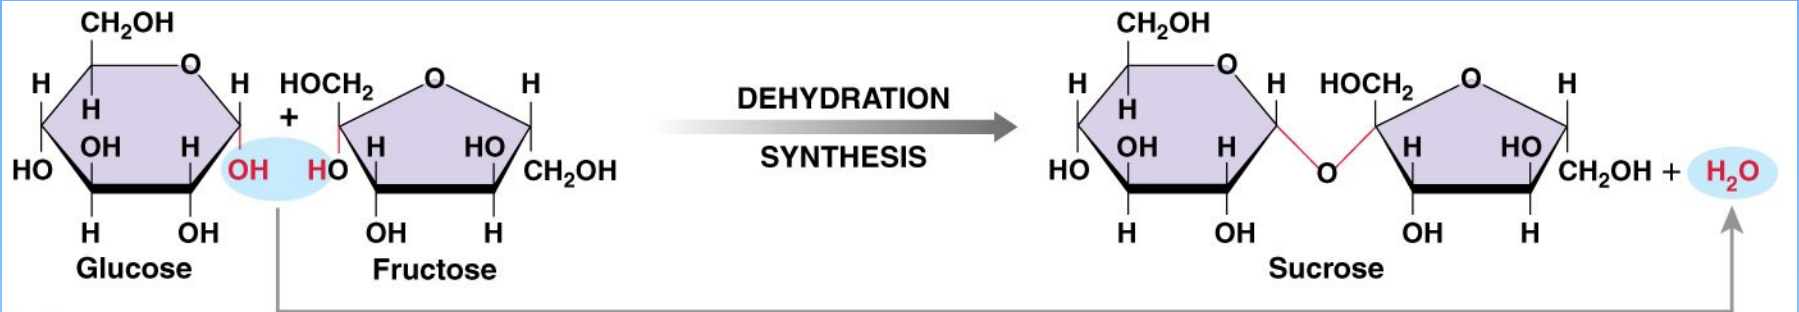 CH₂OH CH₂OH
O O
H H HOCH₂ O H DEHYDRATION H H HOCH₂ O H
H + H
OH H H HO SYNTHESIS OH H H HO
HO OH HO CH₂OH HO O CH₂OH + H₂O
H OH OH H H OH OH H
Glucose Fructose Sucrose